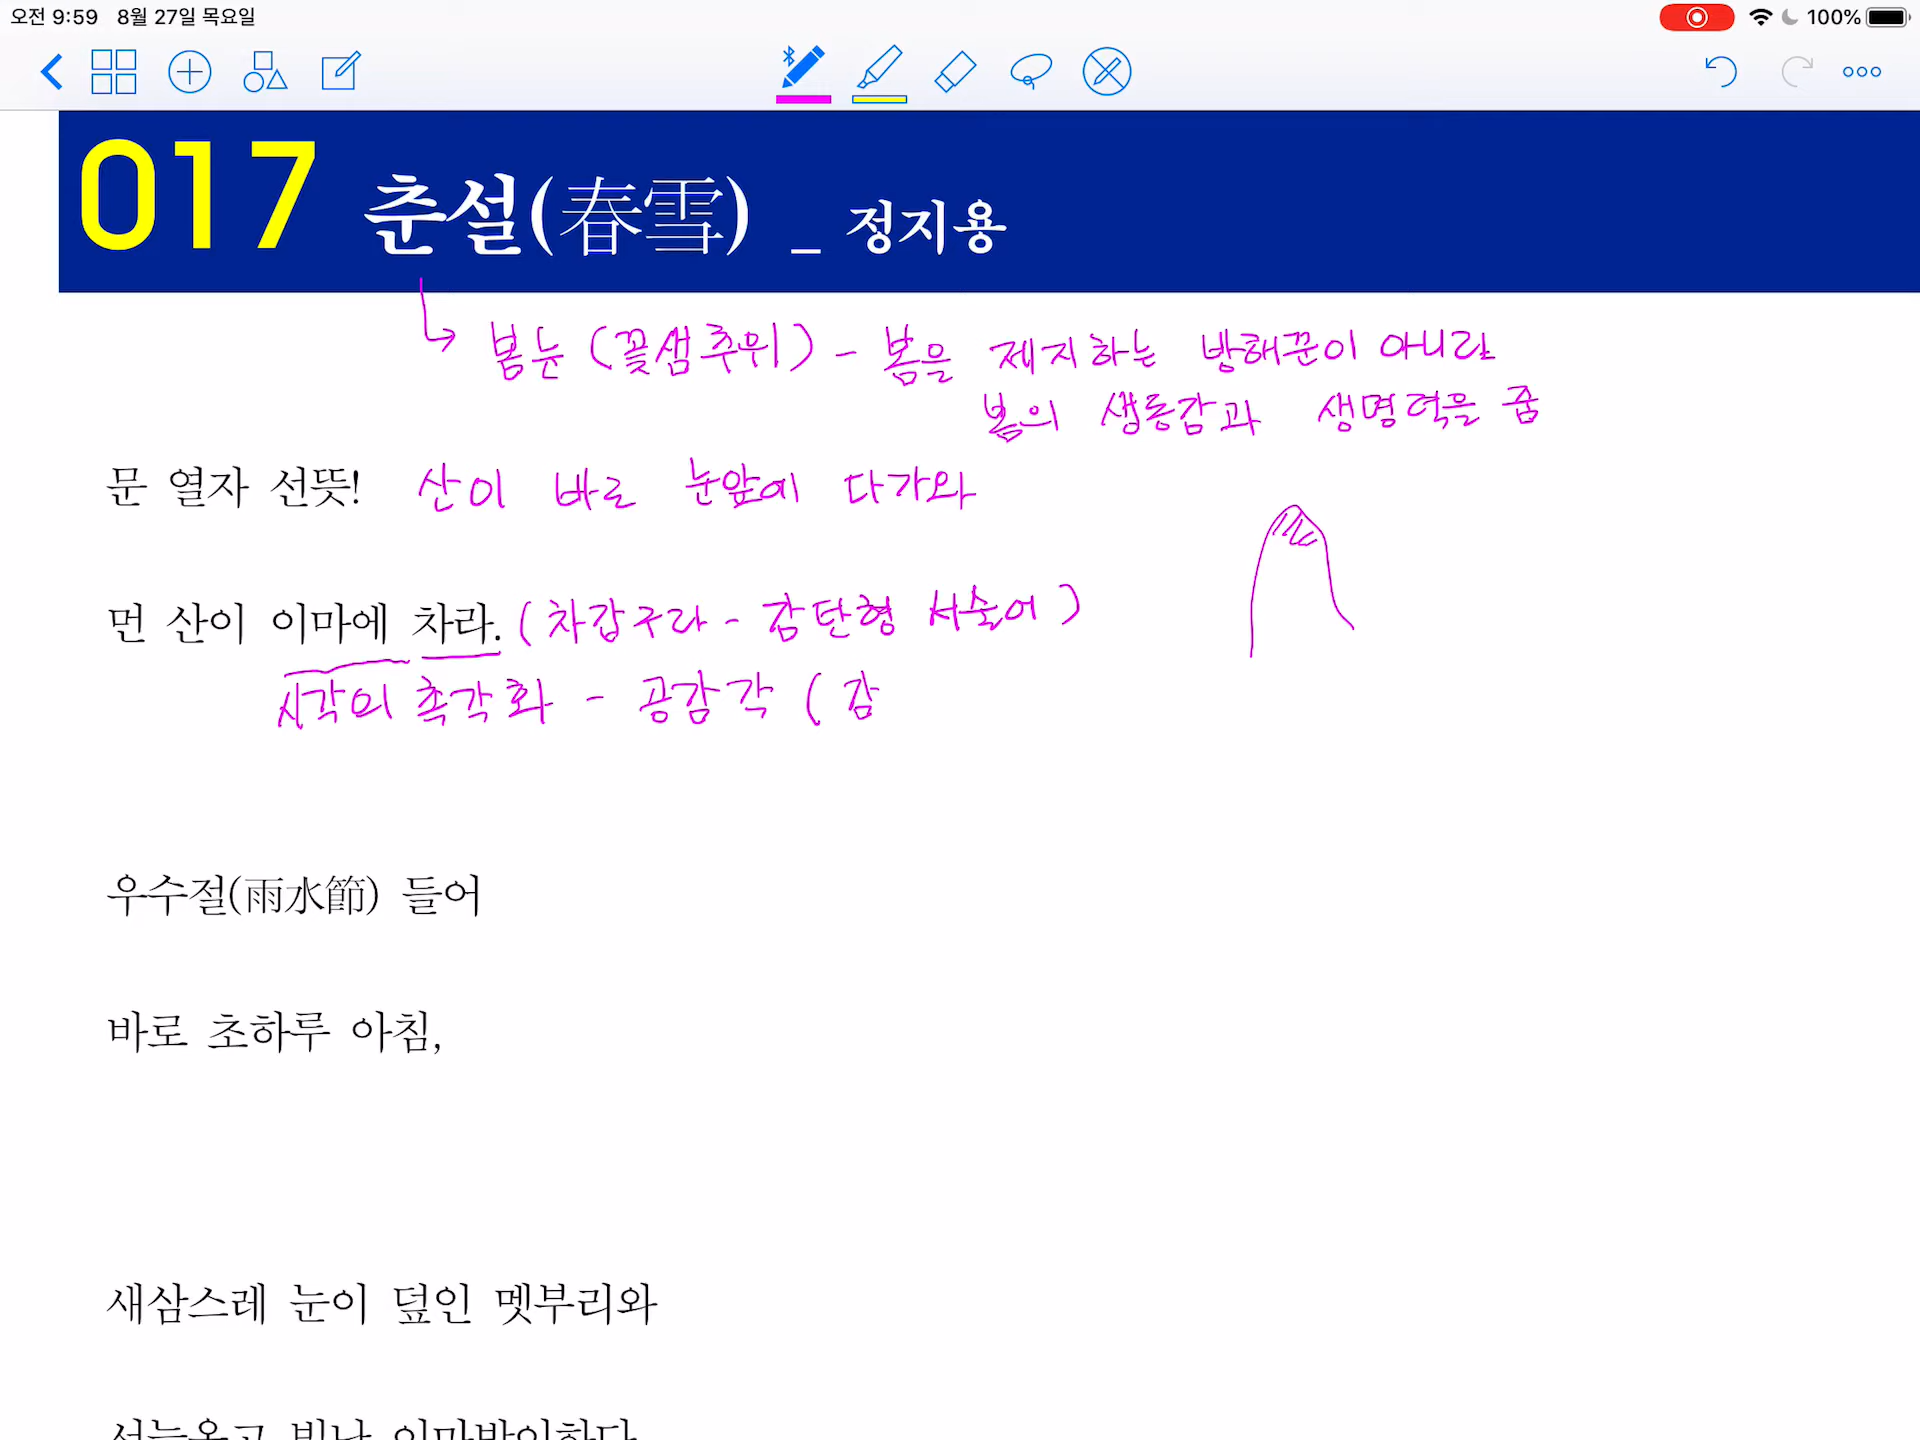 오전 9:59 8월 27일 목요일 100%
017 춘설(春雪) _ 정지용
봄눈 (꽃샘추위) - 봄을 제지하는 방해꾼이 아니라
봄의 생동감과 생명력을 줌
문 열자 선뜻! 산이 바로 눈앞에 다가와
먼 산이 이마에 차라. (차갑구라 - 감탄형 서술어)
시각의 촉각화 - 공감각 (감
우수절(雨水節) 들어
바로 초하루 아침,
새삼스레 눈이 덮인 멧부리와